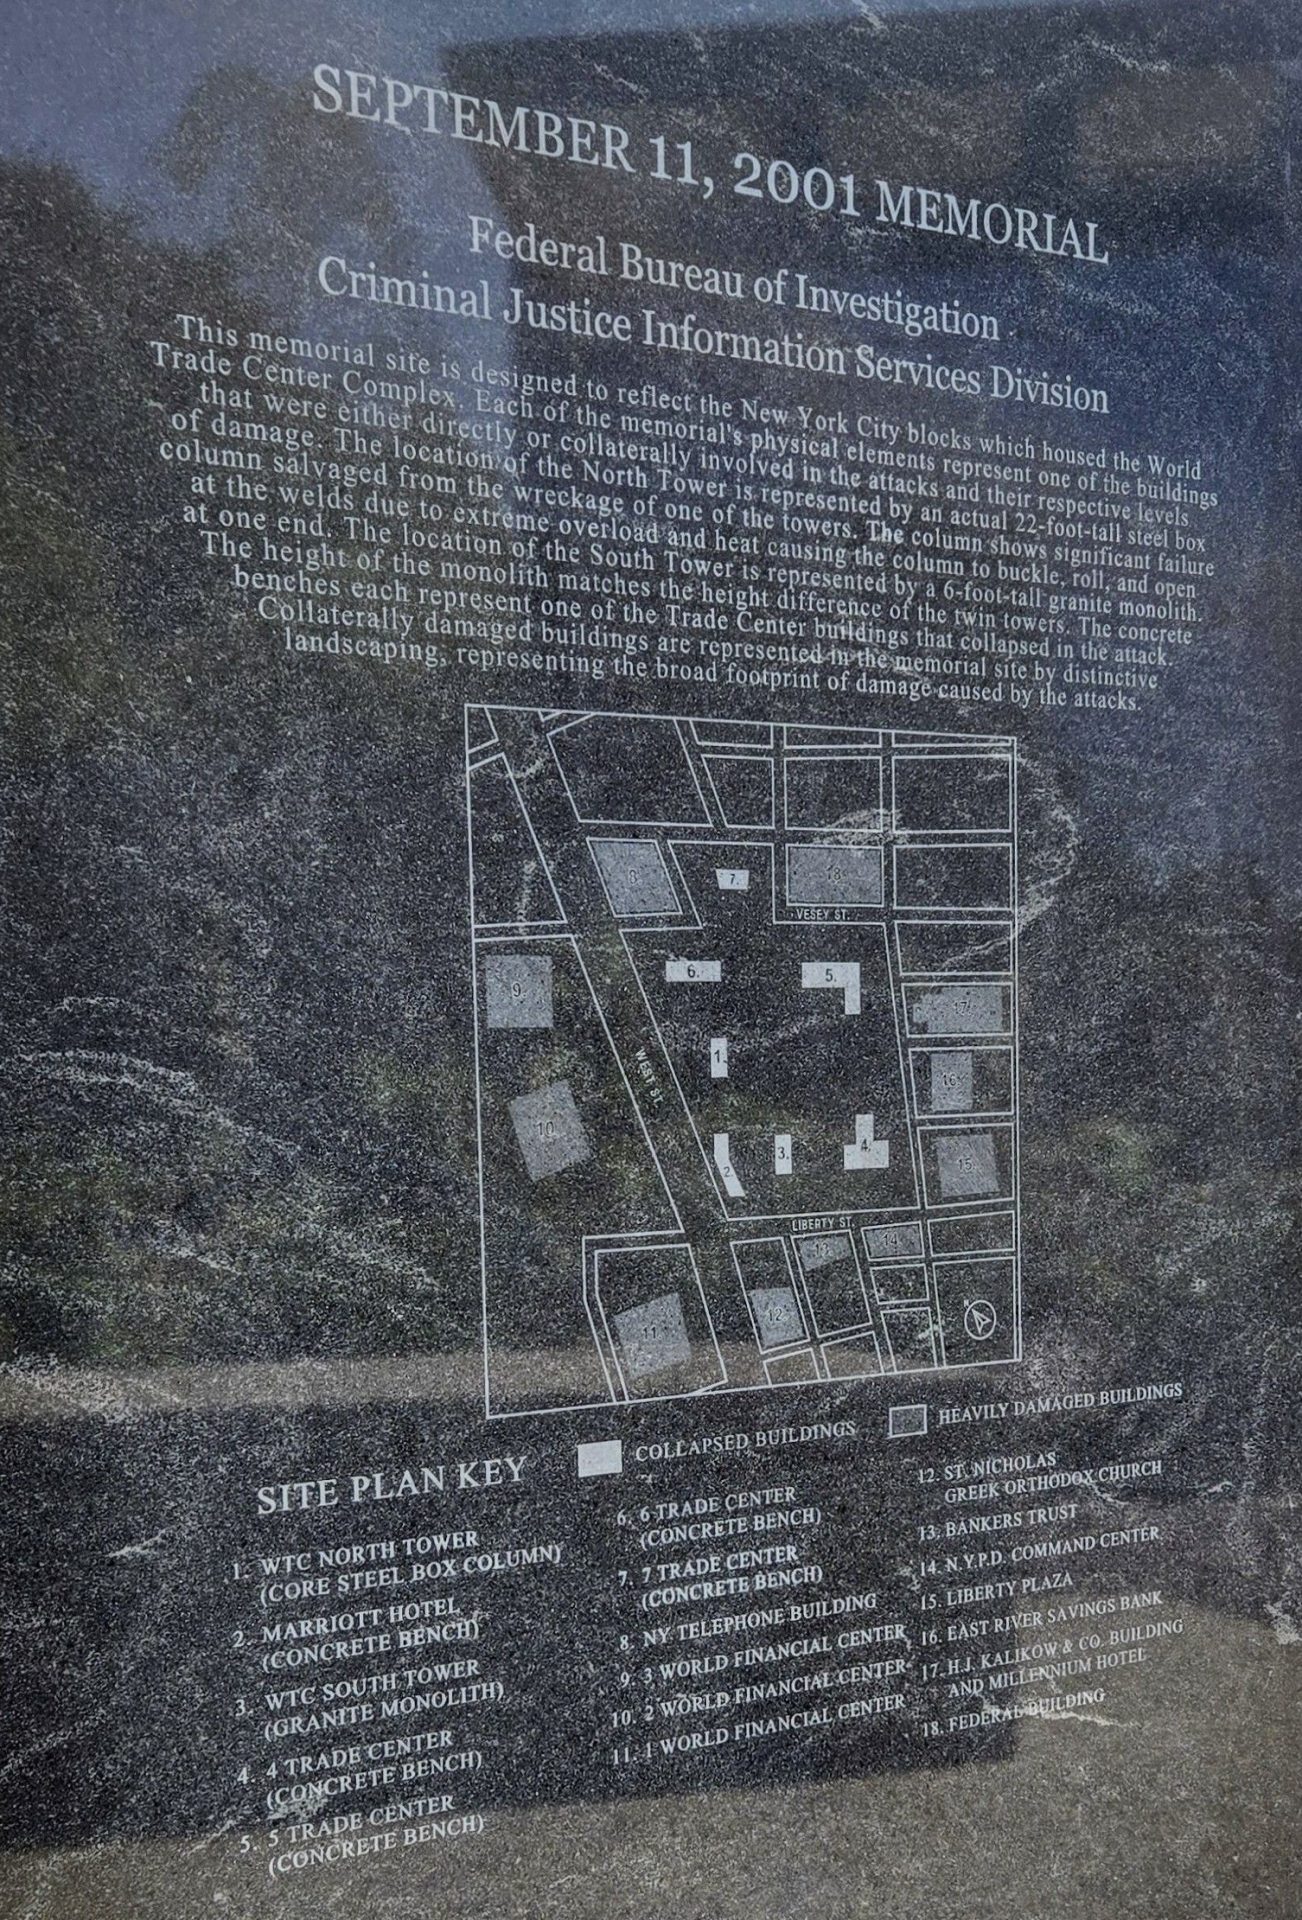 SEPTEMBER 11, 2001 MEMORIAL
Federal Bureau of Investigation
Criminal Justice Information Services Division
This memorial site is designed to reflect the New York City blocks which housed the World
Trade Center Complex. Each of the memorial's physical elements represent one of the buildings
that were either directly or collaterally involved in the attacks and their respective levels
of damage. The location of the North Tower is represented by an actual 22-foot-tall steel box
column salvaged from the wreckage of one of the towers. The column shows significant failure
at the welds due to extreme overload and heat causing the column to buckle, roll, and open
at one end. The location of the South Tower is represented by a 6-foot-tall granite monolith.
The height of the monolith matches the height difference of the twin towers. The concrete
benches each represent one of the Trade Center buildings that collapsed in the attack.
Collaterally damaged buildings are represented in the memorial site by distinctive
landscaping, representing the broad footprint of damage caused by the attacks.
8.
7.
18.
VESEY ST.
6.
5.
9.
17.
1.
WEST ST.
16.
10.
2.
3.
4.
15.
LIBERTY ST.
13.
14.
12.
11.
N
SITE PLAN KEY
COLLAPSED BUILDINGS
HEAVILY DAMAGED BUILDINGS
1. WTC NORTH TOWER
(CORE STEEL BOX COLUMN)
2. MARRIOTT HOTEL
(CONCRETE BENCH)
3. WTC SOUTH TOWER
(GRANITE MONOLITH)
4. 4 TRADE CENTER
(CONCRETE BENCH)
5. 5 TRADE CENTER
(CONCRETE BENCH)
6. 6 TRADE CENTER
(CONCRETE BENCH)
7. 7 TRADE CENTER
(CONCRETE BENCH)
8. NY TELEPHONE BUILDING
9. 3 WORLD FINANCIAL CENTER
10. 2 WORLD FINANCIAL CENTER
11. 1 WORLD FINANCIAL CENTER
12. ST. NICHOLAS
GREEK ORTHODOX CHURCH
13. BANKERS TRUST
14. N.Y.P.D. COMMAND CENTER
15. LIBERTY PLAZA
16. EAST RIVER SAVINGS BANK
17. H.J. KALIKOW & CO. BUILDING
AND MILLENNIUM HOTEL
18. FEDERAL BUILDING